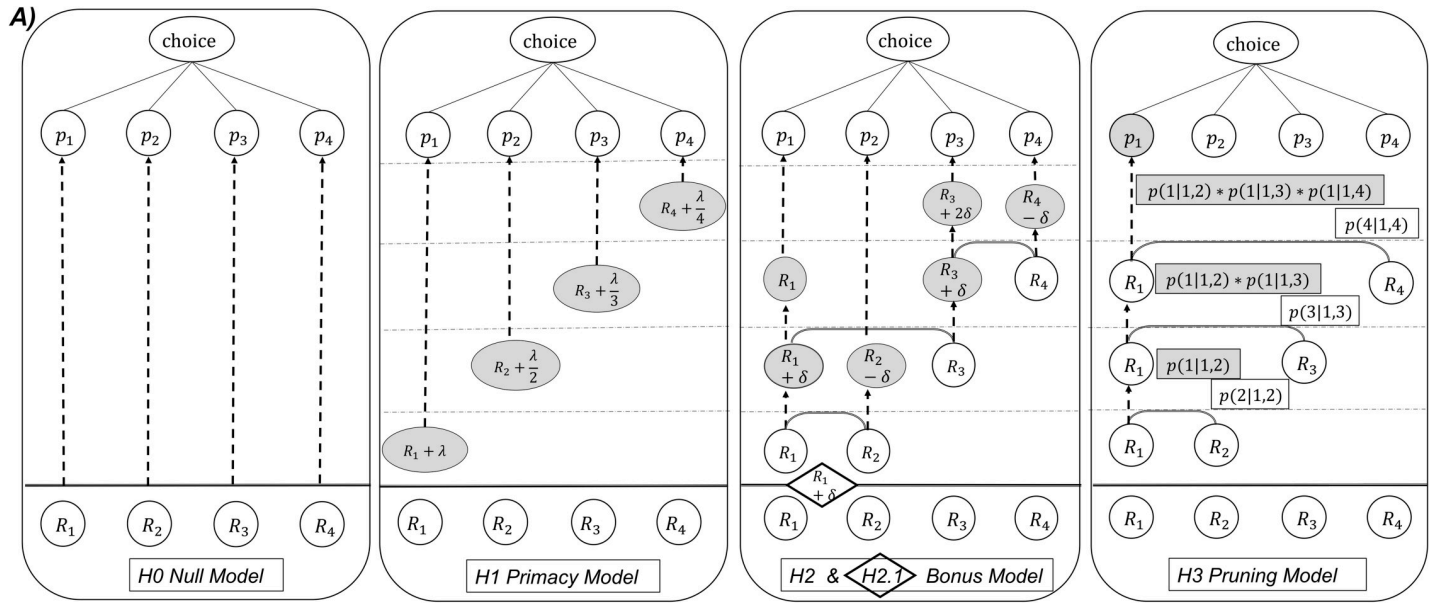 A)
choice
p₁ p₂ p₃ p₄
R₁ R₂ R₃ R₄
H0 Null Model
choice
p₁ p₂ p₃ p₄
R₄ + λ/4
R₃ + λ/3
R₂ + λ/2
R₁ + λ
R₁ R₂ R₃ R₄
H1 Primacy Model
choice
p₁ p₂ p₃ p₄
R₃ + 2δ R₄ − δ
R₁ R₃ + δ R₄
R₁ + δ R₂ − δ R₃
R₁ R₂
R₁ + δ
R₁ R₂ R₃ R₄
H2 & H2.1 Bonus Model
choice
p₁ p₂ p₃ p₄
p(1|1,2) ∗ p(1|1,3) ∗ p(1|1,4)
p(4|1,4)
R₁ p(1|1,2) ∗ p(1|1,3) R₄
p(3|1,3)
R₁ p(1|1,2) R₃
p(2|1,2)
R₁ R₂
R₁ R₂ R₃ R₄
H3 Pruning Model